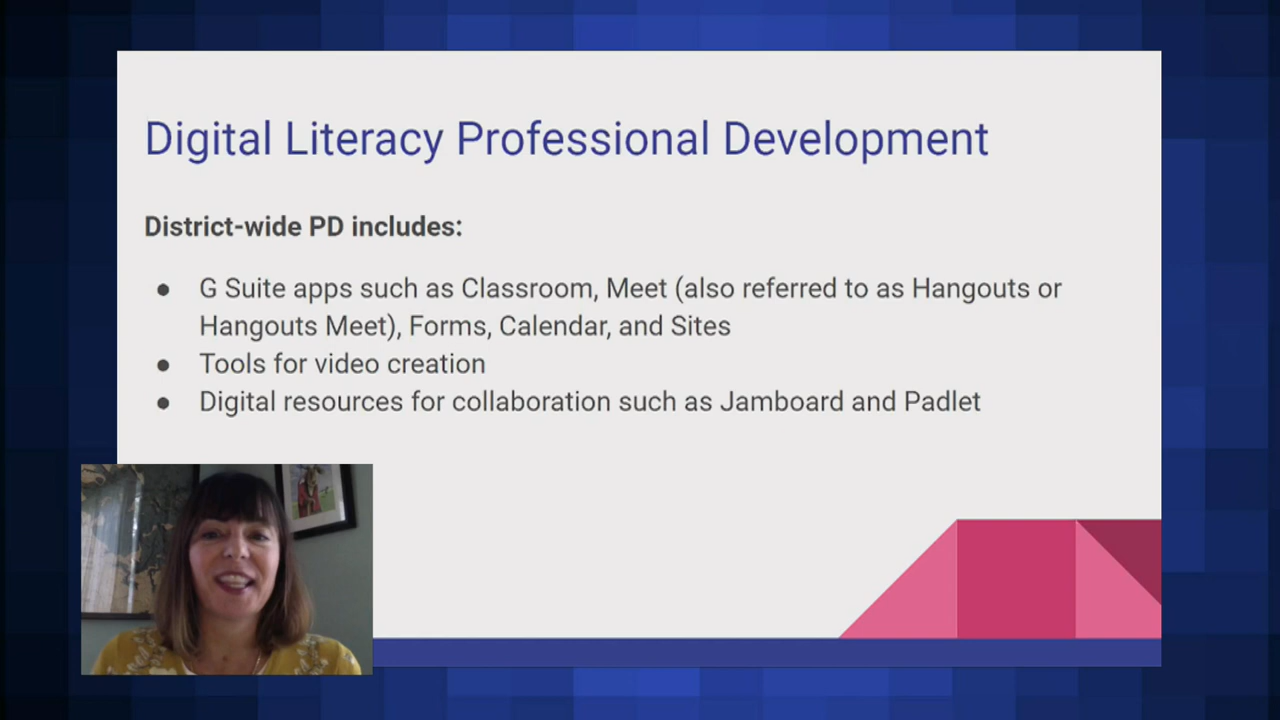 Digital Literacy Professional Development
District-wide PD includes:
● G Suite apps such as Classroom, Meet (also referred to as Hangouts or
Hangouts Meet), Forms, Calendar, and Sites
● Tools for video creation
● Digital resources for collaboration such as Jamboard and Padlet